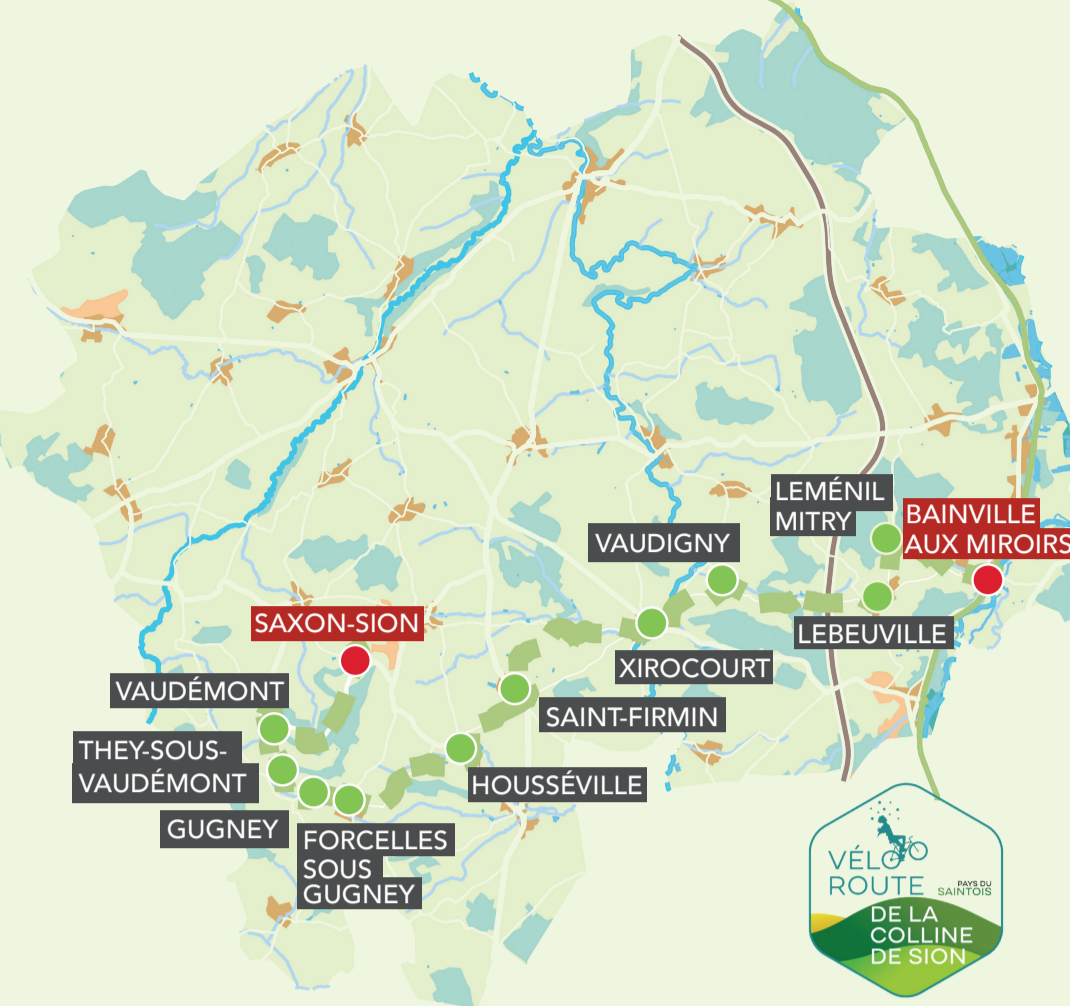 LEMÉNIL
MITRY
BAINVILLE
AUX MIROIRS
VAUDIGNY
SAXON-SION
LEBEUVILLE
XIROCOURT
VAUDÉMONT
SAINT-FIRMIN
THEY-SOUS-
VAUDÉMONT
HOUSSÉVILLE
GUGNEY
FORCELLES
SOUS
GUGNEY
VÉLO
ROUTE
PAYS DU
SAINTOIS
DE LA
COLLINE
DE SION